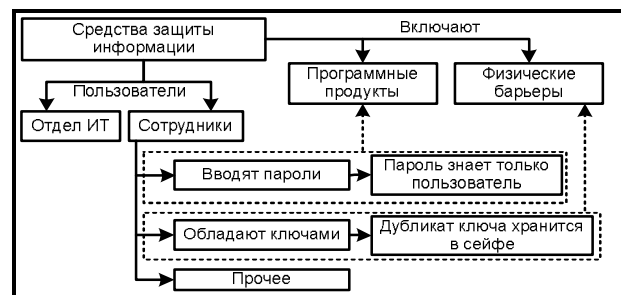 Средства защиты
информации
Включают
Программные
продукты
Физические
барьеры
Пользователи
Отдел ИТ
Сотрудники
Вводят пароли
Пароль знает только
пользователь
Обладают ключами
Дубликат ключа хранится
в сейфе
Прочее